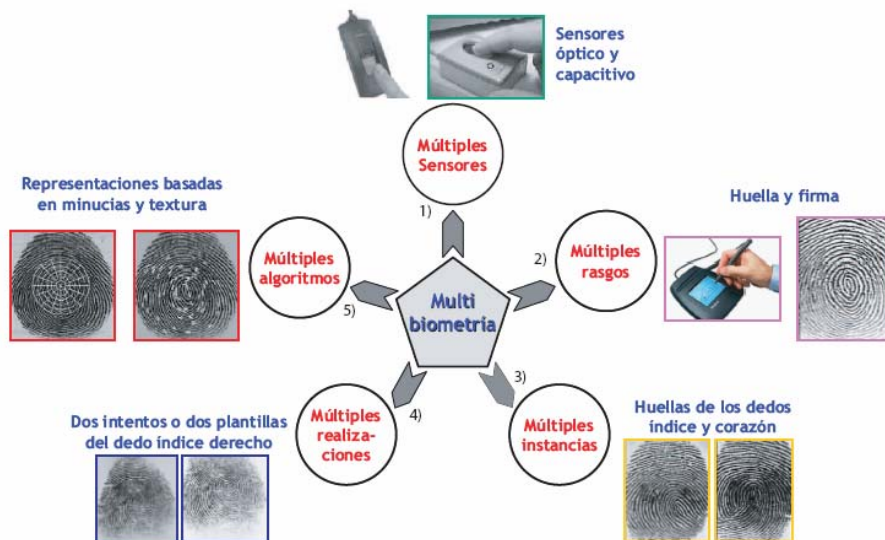 Sensores
óptico y
capacitivo
Múltiples
Sensores
1)
Representaciones basadas
en minucias y textura
Múltiples
algoritmos
5)
Huella y firma
2)
Múltiples
rasgos
Multi
biometría
Dos intentos o dos plantillas
del dedo índice derecho
Múltiples
realiza-
ciones
4)
3)
Múltiples
instancias
Huellas de los dedos
índice y corazón